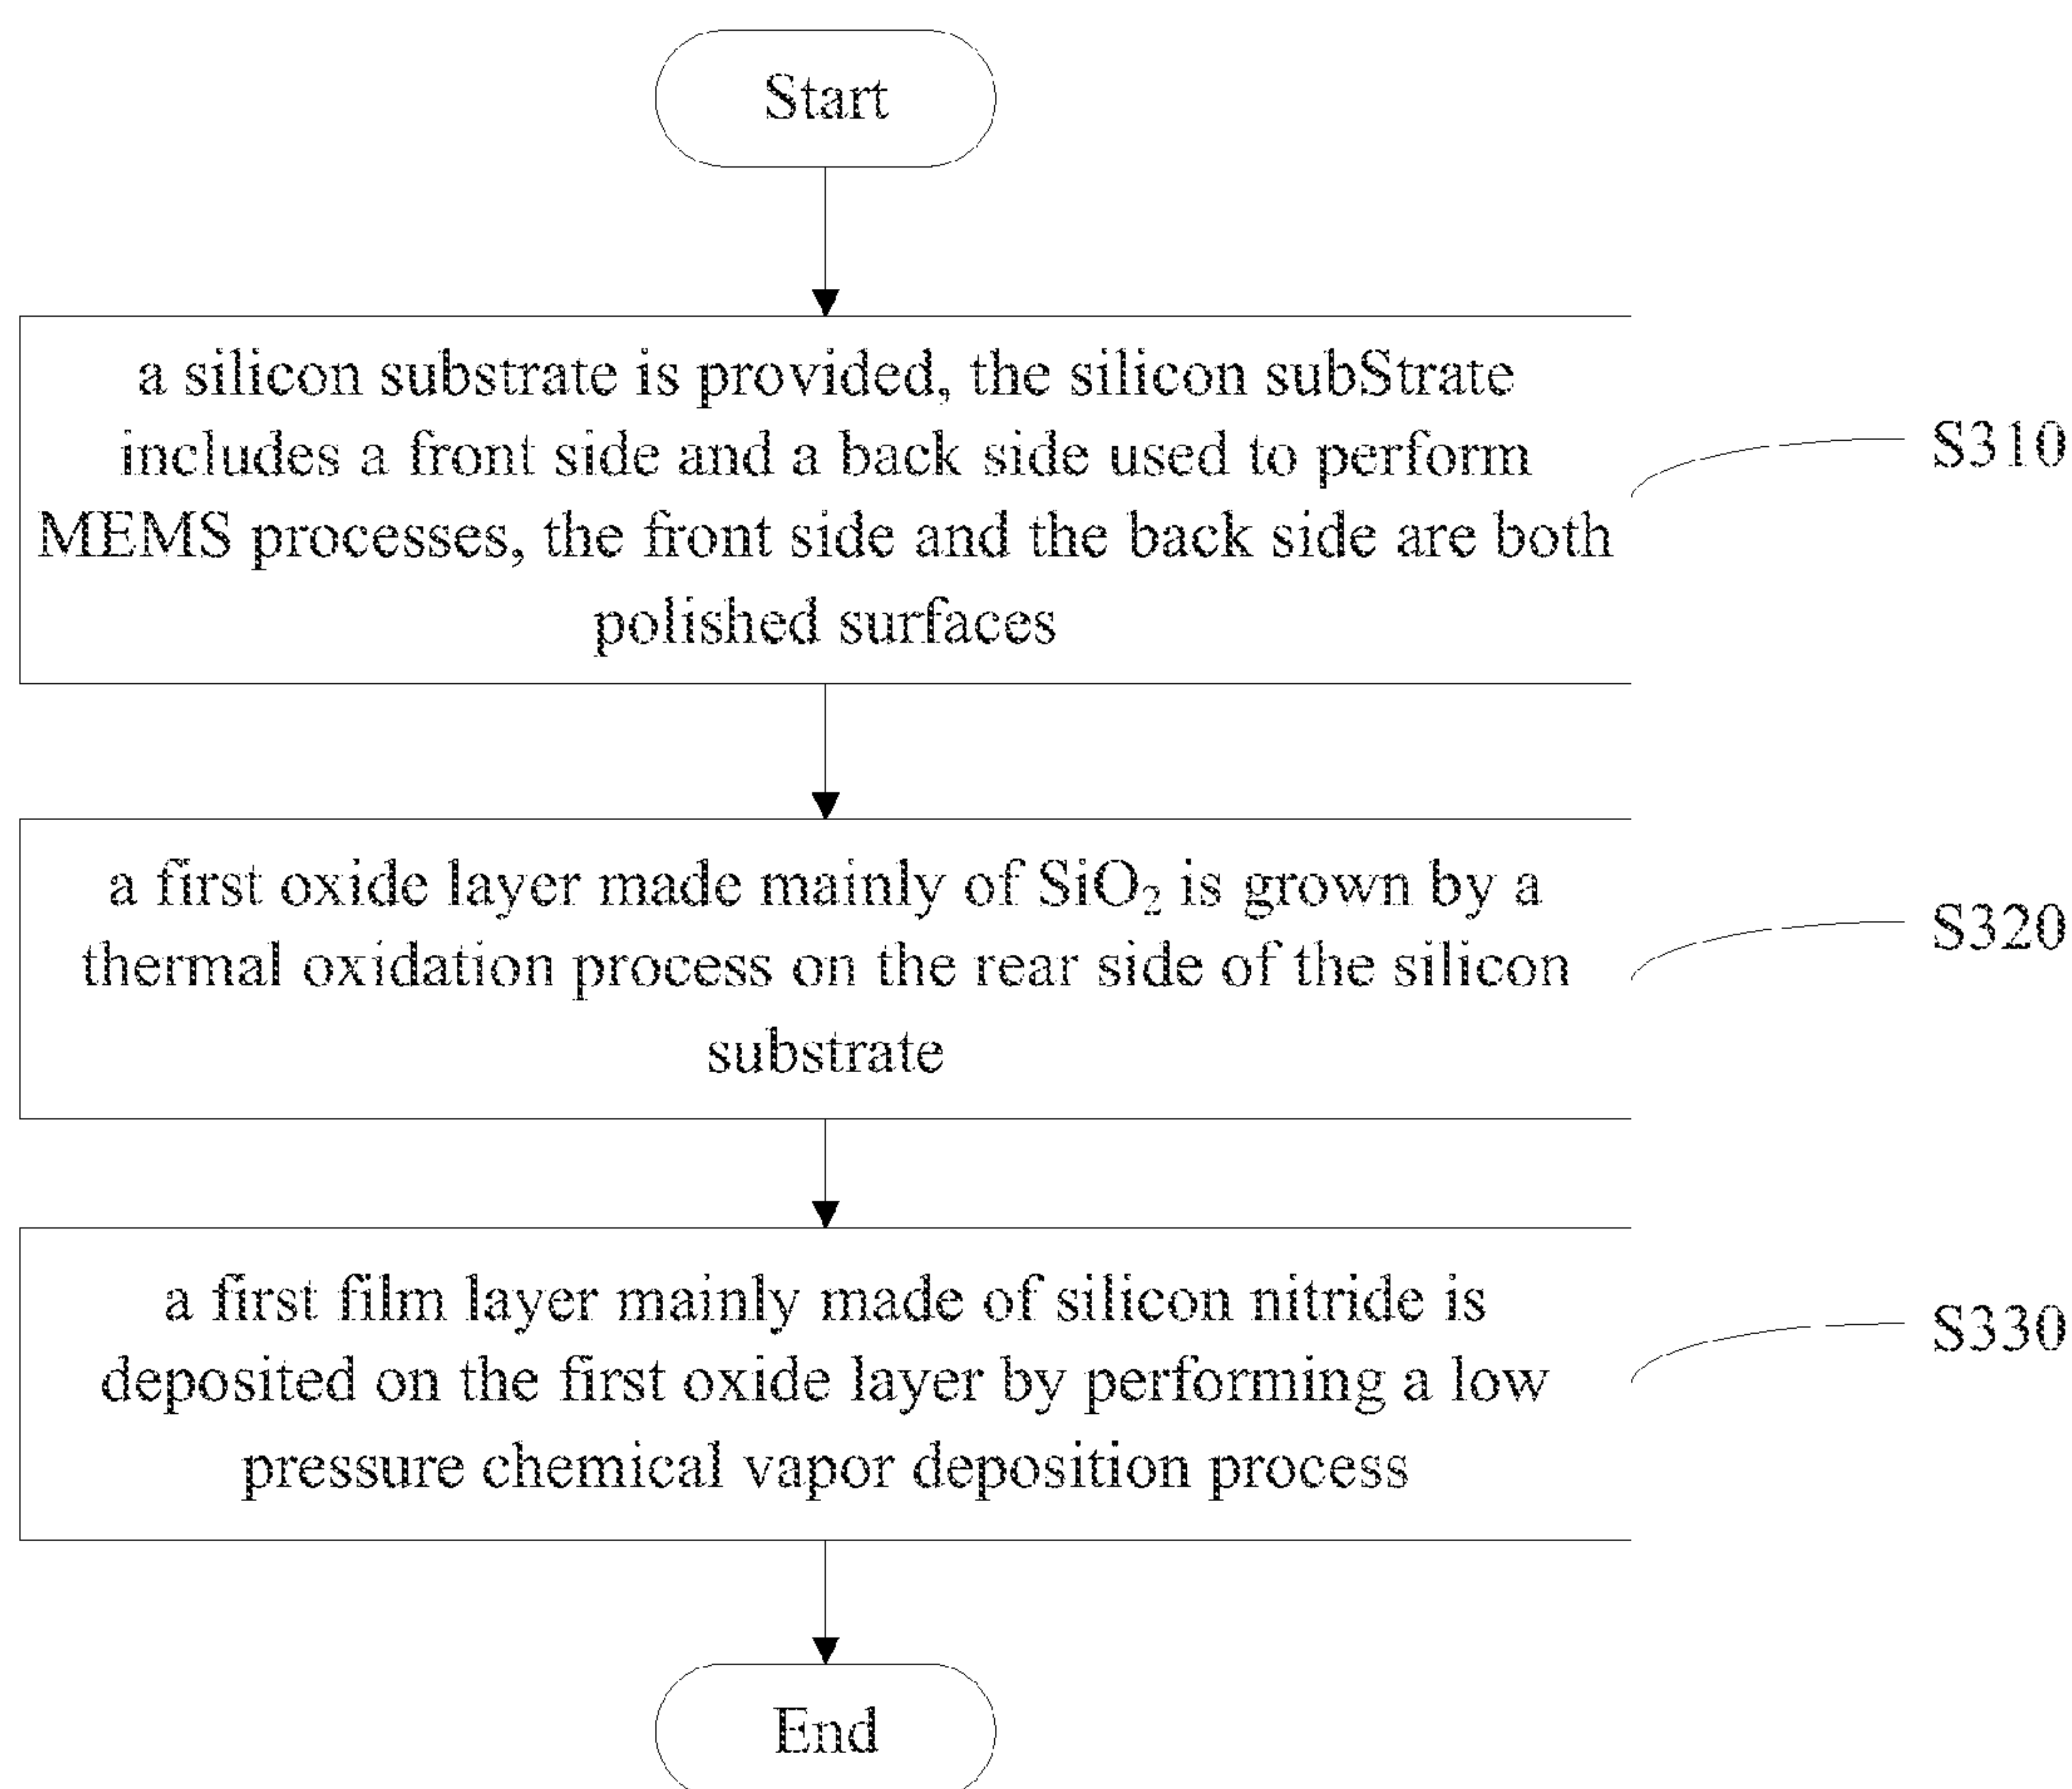 Start
a silicon substrate is provided, the silicon subStrate
includes a front side and a back side used to perform
MEMS processes, the front side and the back side are both
polished surfaces
S310
a first oxide layer made mainly of SiO₂ is grown by a
thermal oxidation process on the rear side of the silicon
substrate
S320
a first film layer mainly made of silicon nitride is
deposited on the first oxide layer by performing a low
pressure chemical vapor deposition process
S330
End